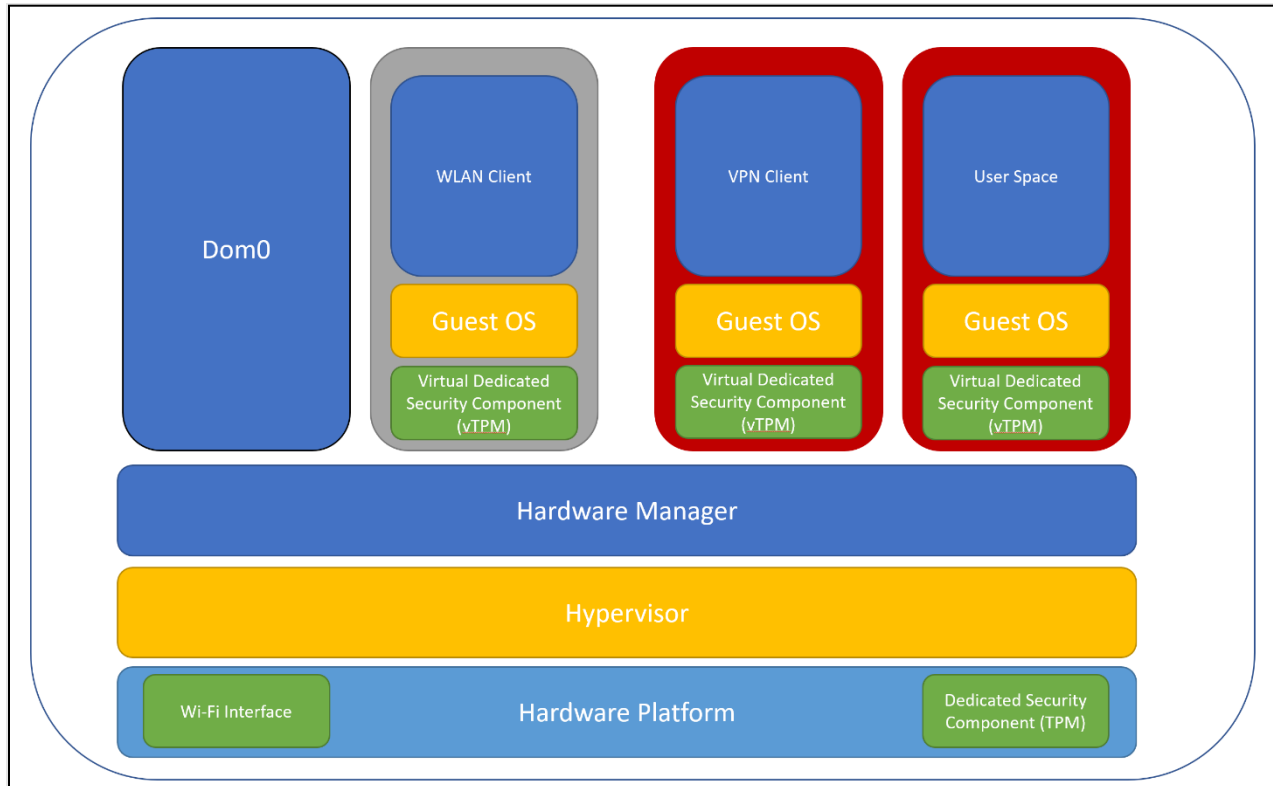 Dom0
WLAN Client
Guest OS
Virtual Dedicated
Security Component
(vTPM)
VPN Client
Guest OS
Virtual Dedicated
Security Component
(vTPM)
User Space
Guest OS
Virtual Dedicated
Security Component
(vTPM)
Hardware Manager
Hypervisor
Wi-Fi Interface
Hardware Platform
Dedicated Security
Component (TPM)